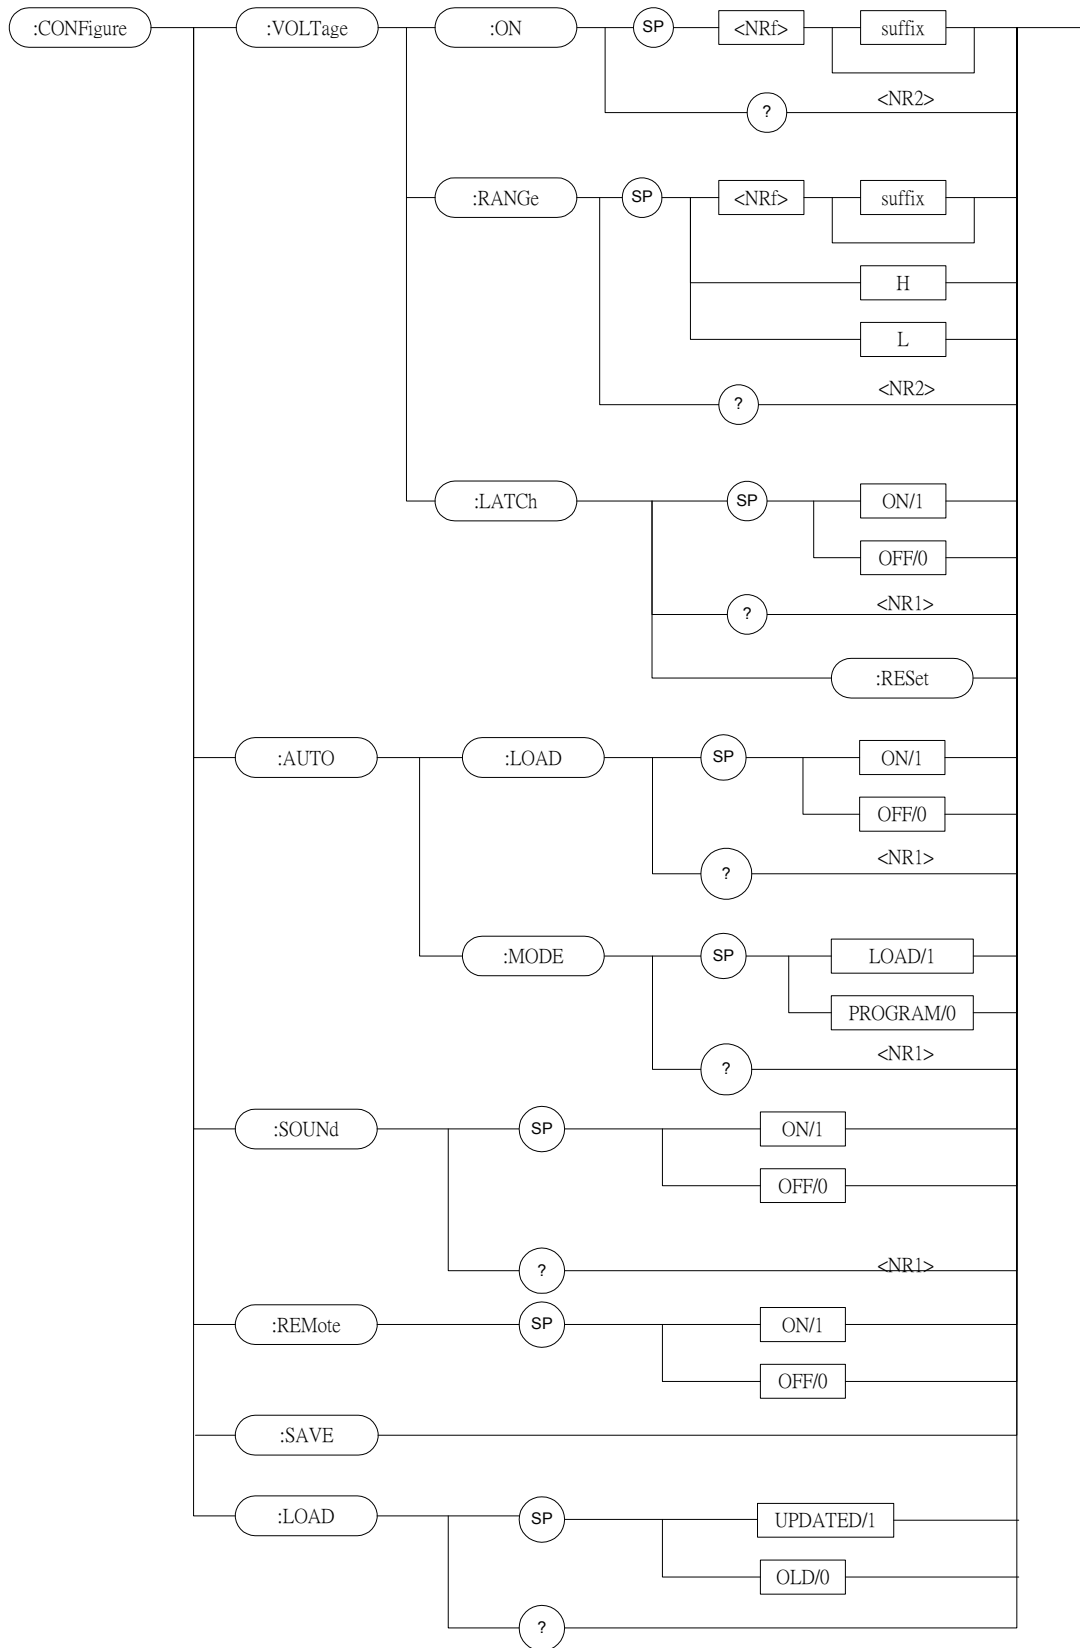 :CONFigure :VOLTage :ON SP <NRf> suffix
? <NR2>
:RANGe SP <NRf> suffix
H
L
? <NR2>
:LATCh SP ON/1
OFF/0
? <NR1>
:RESet
:AUTO :LOAD SP ON/1
OFF/0
? <NR1>
:MODE SP LOAD/1
PROGRAM/0
? <NR1>
:SOUNd SP ON/1
OFF/0
? <NR1>
:REMote SP ON/1
OFF/0
:SAVE
:LOAD SP UPDATED/1
OLD/0
?